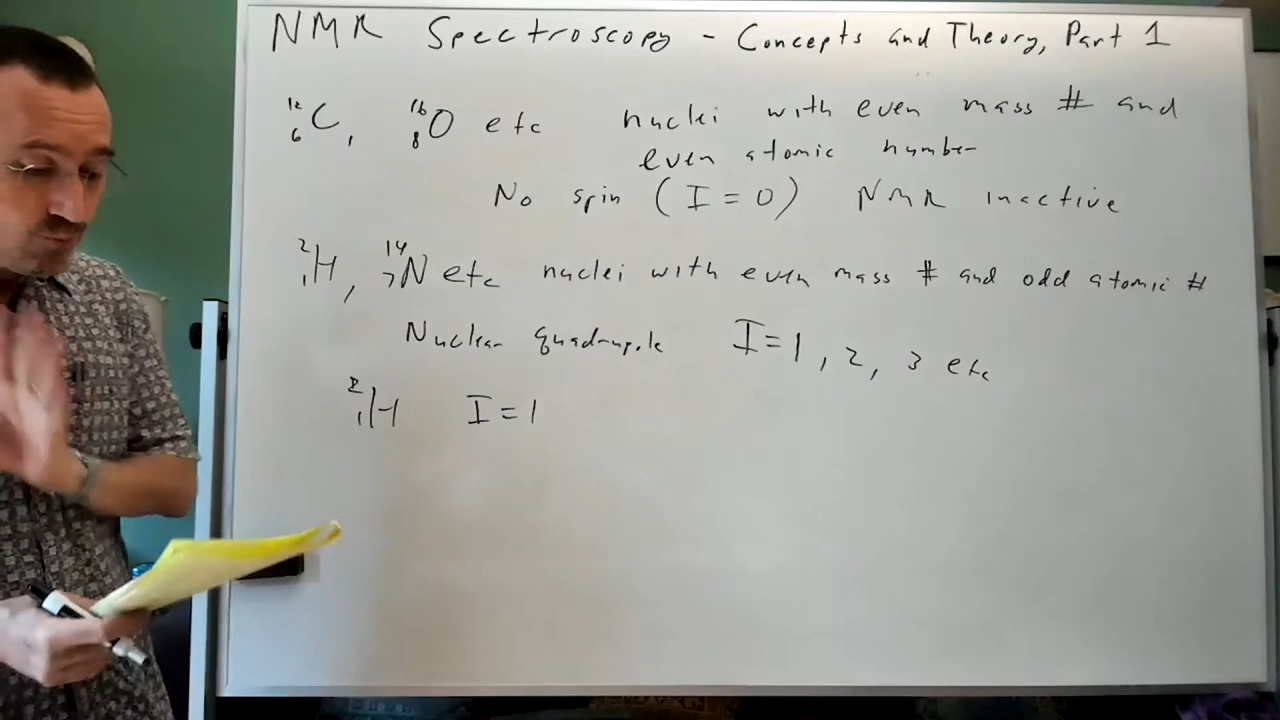 NMR Spectroscopy - Concepts and Theory, Part 1
¹²₆C, ¹⁶₈O etc nuclei with even mass # and
even atomic number
No spin (I = 0) NMR inactive
²₁H, ¹⁴₇N etc nuclei with even mass # and odd atomic #
Nuclear quadrupole I = 1, 2, 3 etc
²₁H I = 1